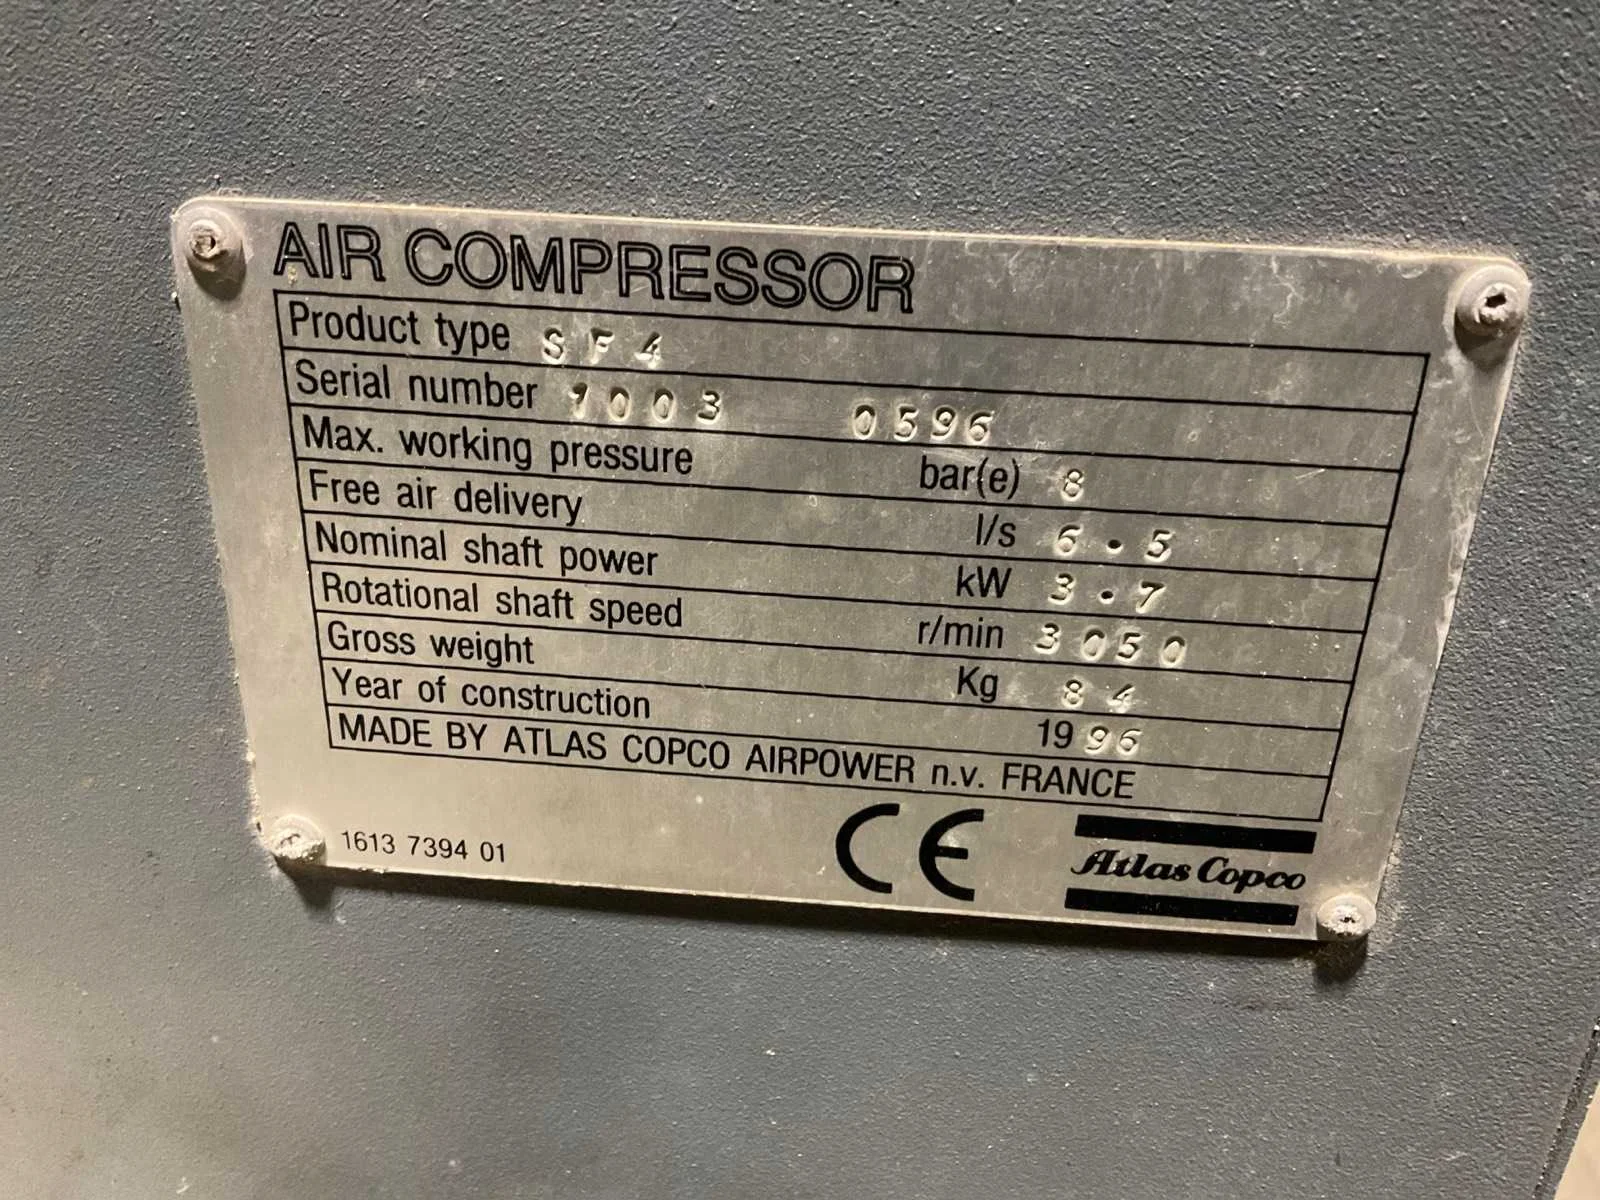 AIR COMPRESSOR
Product type SF4
Serial number 1003 0596
Max. working pressure bar(e) 8
Free air delivery l/s 6.5
Nominal shaft power kW 3.7
Rotational shaft speed r/min 3050
Gross weight Kg 84
Year of construction 1996
MADE BY ATLAS COPCO AIRPOWER n.v. FRANCE
1613 7394 01
CE
Atlas Copco